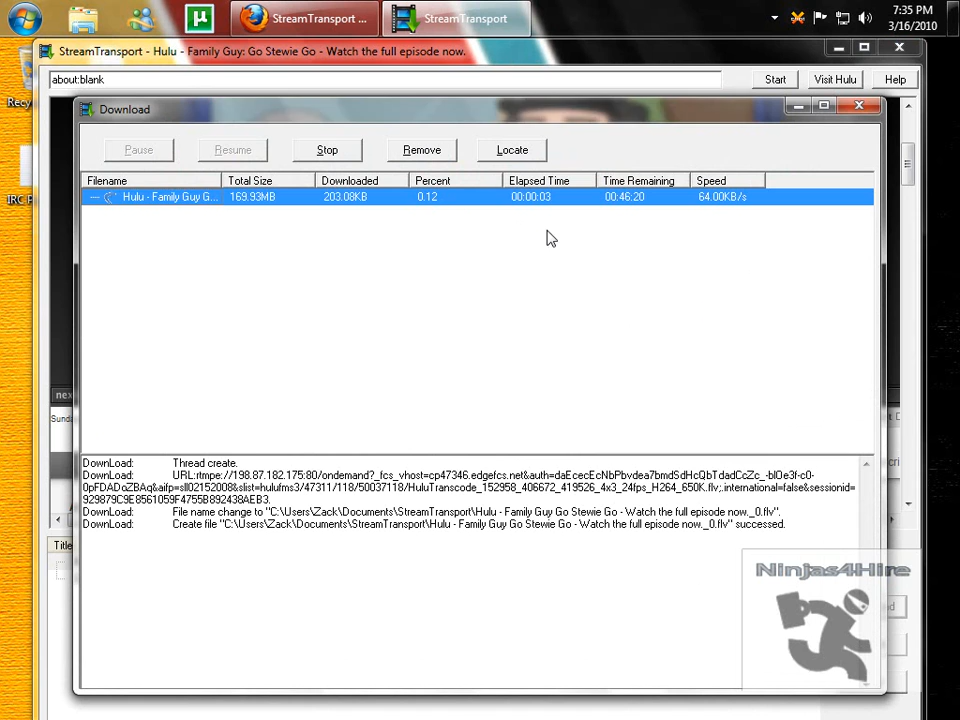 StreamTransport ...
StreamTransport
7:35 PM
3/16/2010
StreamTransport - Hulu - Family Guy: Go Stewie Go - Watch the full episode now.
about:blank
Start
Visit Hulu
Help
Recy
Download
Pause
Resume
Stop
Remove
Locate
Filename Total Size Downloaded Percent Elapsed Time Time Remaining Speed
Hulu - Family Guy G... 169.93MB 203.08KB 0.12 00:00:03 00:46:20 64.00KB/s
IRC
nex
Sunda
DownLoad: Thread create.
DownLoad: URL:rtmpe://198.87.182.175:80/ondemand?_fcs_vhost=cp47346.edgefcs.net&auth=daEcecEcNbPbvdea7bmdSdHcQbTdadCcZc_-blOe3f-c0-
0pFDADoZBAq&aifp=sll02152008&slist=hulufms3/47311/118/50037118/HuluTranscode_152958_406672_419526_4x3_24fps_H264_650K.flv;.international=false&sessionid=
929879C9E8561059F4755B892438AEB3.
DownLoad: File name change to "C:\Users\Zack\Documents\StreamTransport\Hulu - Family Guy Go Stewie Go - Watch the full episode now._0.flv".
DownLoad: Create file "C:\Users\Zack\Documents\StreamTransport\Hulu - Family Guy Go Stewie Go - Watch the full episode now._0.flv" successed.
Title
Ninjas4Hire